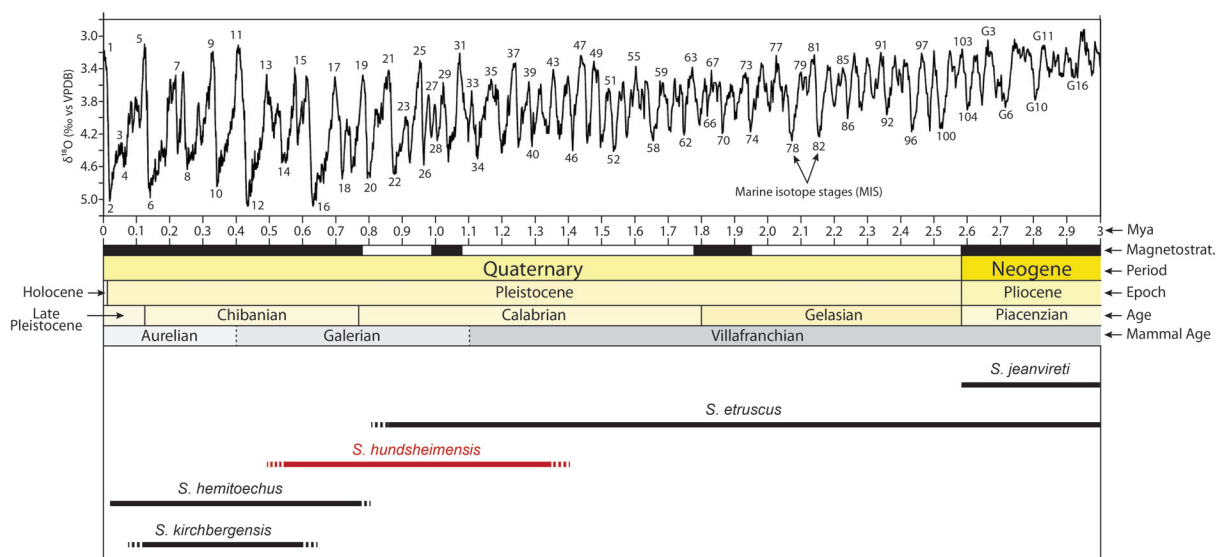 3.0
3.4
3.8
4.2
4.6
5.0
δ18O (‰ vs VPDB)
1 5 7 9 11 13 15 17 19 21 23 25 27 29 31 33 35 37 39 43 47 49 51 55 59 63 67 73 77 79 81 85 91 97 103 G3 G11
3 4 2 6 8 10 12 14 16 18 20 22 26 28 34 40 46 52 58 62 66 70 74 78 82 86 92 96 100 104 G6 G10 G16
Marine isotope stages (MIS)
0 0.1 0.2 0.3 0.4 0.5 0.6 0.7 0.8 0.9 1.0 1.1 1.2 1.3 1.4 1.5 1.6 1.7 1.8 1.9 2.0 2.1 2.2 2.3 2.4 2.5 2.6 2.7 2.8 2.9 3 Mya
Magnetostrat.
Quaternary Neogene Period
Holocene Pleistocene Pliocene Epoch
Late
Pleistocene Chibanian Calabrian Gelasian Piacenzian Age
Aurelian Galerian Villafranchian Mammal Age
S. jeanvireti
S. etruscus
S. hundsheimensis
S. hemitoechus
S. kirchbergensis